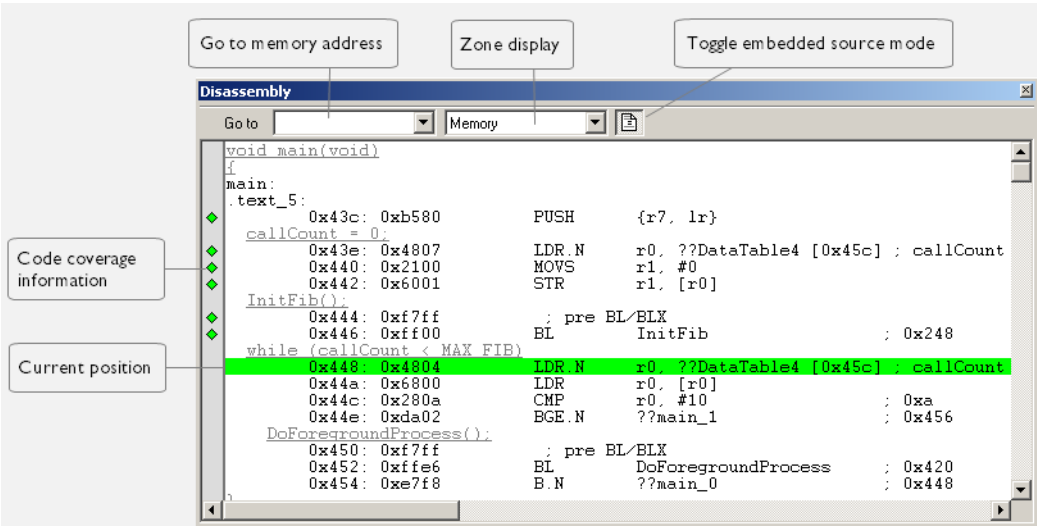 Go to memory address
Zone display
Toggle embedded source mode
Disassembly
Go to
Memory
void main(void)
{
main:
.text_5:
0x43c: 0xb580 PUSH {r7, lr}
callCount = 0;
0x43e: 0x4807 LDR.N r0, ??DataTable4 [0x45c] ; callCount
0x440: 0x2100 MOVS r1, #0
0x442: 0x6001 STR r1, [r0]
InitFib();
0x444: 0xf7ff ; pre BL/BLX
0x446: 0xff00 BL InitFib ; 0x248
while (callCount < MAX_FIB)
0x448: 0x4804 LDR.N r0, ??DataTable4 [0x45c] ; callCount
0x44a: 0x6800 LDR r0, [r0]
0x44c: 0x280a CMP r0, #10 ; 0xa
0x44e: 0xda02 BGE.N ??main_1 ; 0x456
DoForegroundProcess();
0x450: 0xf7ff ; pre BL/BLX
0x452: 0xffe6 BL DoForegroundProcess ; 0x420
0x454: 0xe7f8 B.N ??main_0 ; 0x448
}
Code coverage
information
Current position